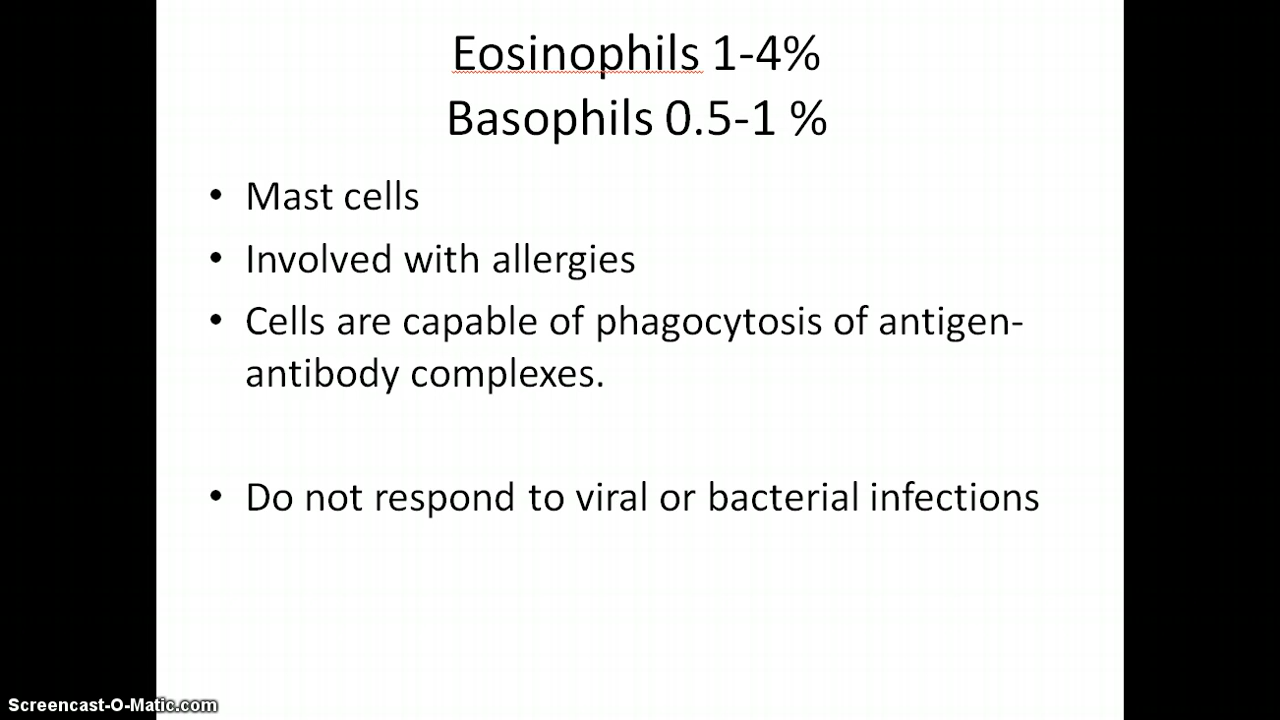 Eosinophils 1-4%
Basophils 0.5-1 %
• Mast cells
• Involved with allergies
• Cells are capable of phagocytosis of antigen-
antibody complexes.
• Do not respond to viral or bacterial infections
Screencast-O-Matic.com